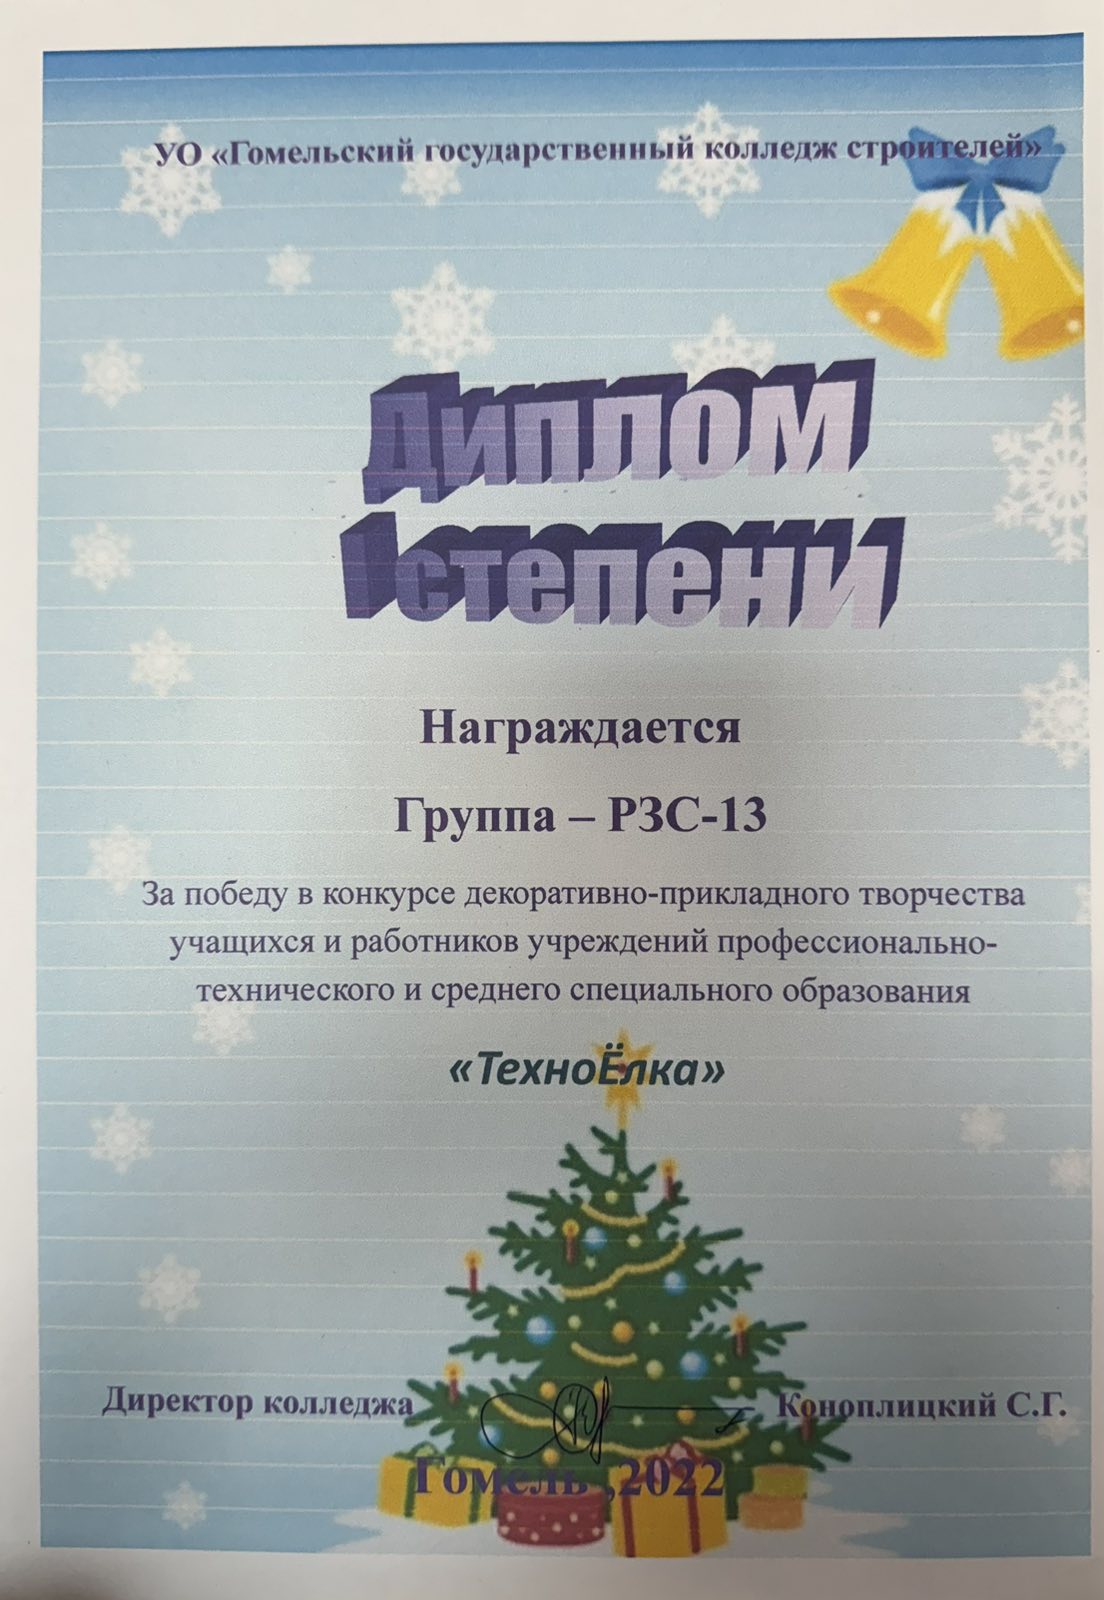 УО «Гомельский государственный колледж строителей»
Диплом
I степени
Награждается
Группа – РЗС-13
За победу в конкурсе декоративно-прикладного творчества
учащихся и работников учреждений профессионально-
технического и среднего специального образования
«ТехноЁлка»
Директор колледжа Коноплицкий С.Г.
Гомель ,2022